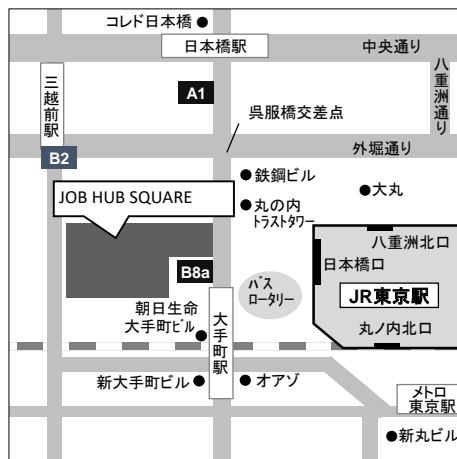 コレド日本橋
日本橋駅
中央通り
三越前駅
A1
八重洲通り
呉服橋交差点
外堀通り
B2
鉄鋼ビル
大丸
JOB HUB SQUARE
丸の内
トラストタワー
八重洲北口
日本橋口
B8a
バス
ロータリー
JR東京駅
朝日生命
大手町ビル
大手町駅
丸ノ内北口
新大手町ビル
オアゾ
メトロ
東京駅
新丸ビル